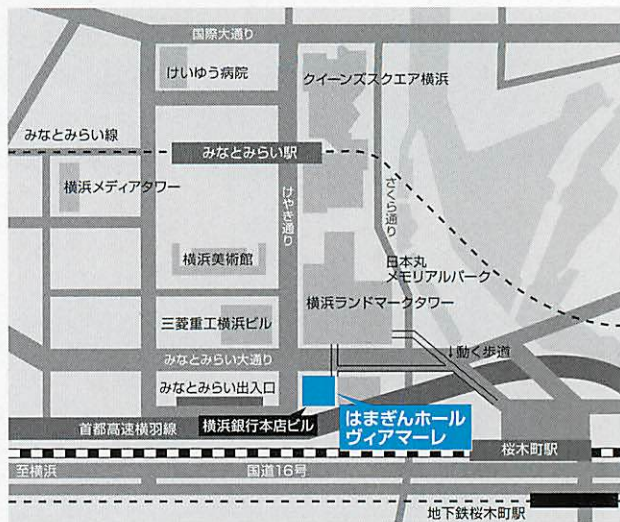 国際大通り
けいゆう病院
クイーンズスクエア横浜
みなとみらい線
みなとみらい駅
横浜メディアタワー
けやき通り
さくら通り
横浜美術館
日本丸
メモリアルパーク
横浜ランドマークタワー
三菱重工横浜ビル
みなとみらい大通り
↓動く歩道
みなとみらい出入口
首都高速横羽線
横浜銀行本店ビル
はまぎんホール
ヴィアマーレ
桜木町駅
至横浜
国道16号
地下鉄桜木町駅